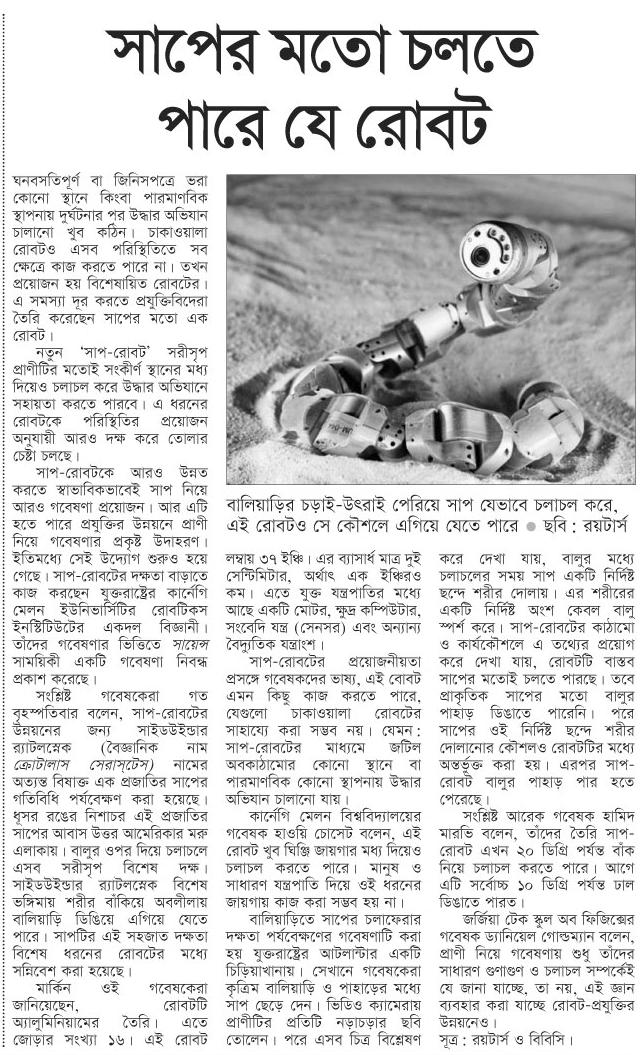 সাপের মতো চলতে
পারে যে রোবট
ঘনবসতিপূর্ণ বা জিনিসপত্রে ভরা
কোনো স্থানে কিংবা পারমাণবিক
স্থাপনায় দুর্ঘটনার পর উদ্ধার অভিযান
চালানো খুব কঠিন। চাকাওয়ালা
রোবটও এসব পরিস্থিতিতে সব
ক্ষেত্রে কাজ করতে পারে না। তখন
প্রয়োজন হয় বিশেষায়িত রোবটের।
এ সমস্যা দূর করতে প্রযুক্তিবিদেরা
তৈরি করেছেন সাপের মতো এক
রোবট।
নতুন ‘সাপ-রোবট’ সরীসৃপ
প্রাণীটির মতোই সংকীর্ণ স্থানের মধ্য
দিয়েও চলাচল করে উদ্ধার অভিযানে
সহায়তা করতে পারবে। এ ধরনের
রোবটকে পরিস্থিতির প্রয়োজন
অনুযায়ী আরও দক্ষ করে তোলার
চেষ্টা চলছে।
সাপ-রোবটকে আরও উন্নত
করতে স্বাভাবিকভাবেই সাপ নিয়ে
আরও গবেষণা প্রয়োজন। আর এটি
হতে পারে প্রযুক্তির উন্নয়নে প্রাণী
নিয়ে গবেষণার প্রকৃষ্ট উদাহরণ।
ইতিমধ্যে সেই উদ্যোগ শুরুও হয়ে
গেছে। সাপ-রোবটের দক্ষতা বাড়াতে
কাজ করছেন যুক্তরাষ্ট্রের কার্নেগি
মেলন ইউনিভার্সিটির রোবটিকস
ইনস্টিটিউটের একদল বিজ্ঞানী।
তাঁদের গবেষণার ভিত্তিতে সায়েন্স
সাময়িকী একটি গবেষণা নিবন্ধ
প্রকাশ করেছে।
সংশ্লিষ্ট গবেষকেরা গত
বৃহস্পতিবার বলেন, সাপ-রোবটের
উন্নয়নের জন্য সাইডউইন্ডার
র‍্যাটলস্নেক (বৈজ্ঞানিক নাম
ক্রোটালাস সেরাস্টেস) নামের
অত্যন্ত বিষাক্ত এক প্রজাতির সাপের
গতিবিধি পর্যবেক্ষণ করা হয়েছে।
ধূসর রঙের নিশাচর এই প্রজাতির
সাপের আবাস উত্তর আমেরিকার মরু
এলাকায়। বালুর ওপর দিয়ে চলাচলে
এসব সরীসৃপ বিশেষ দক্ষ।
সাইডউইন্ডার র‍্যাটলস্নেক বিশেষ
ভঙ্গিমায় শরীর বাঁকিয়ে অবলীলায়
বালিয়াড়ি ডিঙিয়ে এগিয়ে যেতে
পারে। সাপটির এই সহজাত দক্ষতা
বিশেষ ধরনের রোবটের মধ্যে
সন্নিবেশ করা হয়েছে।
মার্কিন ওই গবেষকেরা
জানিয়েছেন, রোবটটি
অ্যালুমিনিয়ামের তৈরি। এতে
জোড়ার সংখ্যা ১৬। এই রোবট
বালিয়াড়ির চড়াই-উৎরাই পেরিয়ে সাপ যেভাবে চলাচল করে,
এই রোবটও সে কৌশলে এগিয়ে যেতে পারে ● ছবি : রয়টার্স
লম্বায় ৩৭ ইঞ্চি। এর ব্যাসার্ধ মাত্র দুই
সেন্টিমিটার, অর্থাৎ এক ইঞ্চিরও
কম। এতে যুক্ত যন্ত্রপাতির মধ্যে
আছে একটি মোটর, ক্ষুদ্র কম্পিউটার,
সংবেদি যন্ত্র (সেনসর) এবং অন্যান্য
বৈদ্যুতিক যন্ত্রাংশ।
সাপ-রোবটের প্রয়োজনীয়তা
প্রসঙ্গে গবেষকদের ভাষ্য, এই বোবট
এমন কিছু কাজ করতে পারে,
যেগুলো চাকাওয়ালা রোবটের
সাহায্যে করা সম্ভব নয়। যেমন :
সাপ-রোবটের মাধ্যমে জটিল
অবকাঠামোর কোনো স্থানে বা
পারমাণবিক কোনো স্থাপনায় উদ্ধার
অভিযান চালানো যায়।
কার্নেগি মেলন বিশ্ববিদ্যালয়ের
গবেষক হাওয়ি চোসেট বলেন, এই
রোবট খুব ঘিঞ্জি জায়গার মধ্য দিয়েও
চলাচল করতে পারে। মানুষ ও
সাধারণ যন্ত্রপাতি দিয়ে ওই ধরনের
জায়গায় কাজ করা সম্ভব হয় না।
বালিয়াড়িতে সাপের চলাফেরার
দক্ষতা পর্যবেক্ষণের গবেষণাটি করা
হয় যুক্তরাষ্ট্রের আটলান্টার একটি
চিড়িয়াখানায়। সেখানে গবেষকেরা
কৃত্রিম বালিয়াড়ি ও পাহাড়ের মধ্যে
সাপ ছেড়ে দেন। ভিডিও ক্যামেরায়
প্রাণীটির প্রতিটি নড়াচড়ার ছবি
তোলেন। পরে এসব চিত্র বিশ্লেষণ
করে দেখা যায়, বালুর মধ্যে
চলাচলের সময় সাপ একটি নির্দিষ্ট
ছন্দে শরীর দোলায়। এর শরীরের
একটি নির্দিষ্ট অংশ কেবল বালু
স্পর্শ করে। সাপ-রোবটের কাঠামো
ও কার্যকৌশলে এ তথ্যের প্রয়োগ
করে দেখা যায়, রোবটটি বাস্তব
সাপের মতোই চলতে পারছে। তবে
প্রাকৃতিক সাপের মতো বালুর
পাহাড় ডিঙাতে পারেনি। পরে
সাপের ওই নির্দিষ্ট ছন্দে শরীর
দোলানোর কৌশলও রোবটটির মধ্যে
অন্তর্ভূক্ত করা হয়। এরপর সাপ-
রোবট বালুর পাহাড় পার হতে
পেরেছে।
সংশ্লিষ্ট আরেক গবেষক হামিদ
মারভি বলেন, তাঁদের তৈরি সাপ-
রোবট এখন ২০ ডিগ্রি পর্যন্ত বাঁক
নিয়ে চলাচল করতে পারে। আগে
এটি সর্বোচ্চ ১০ ডিগ্রি পর্যন্ত ঢাল
ডিঙাতে পারত।
জর্জিয়া টেক স্কুল অব ফিজিক্সের
গবেষক ড্যানিয়েল গোল্ডম্যান বলেন,
প্রাণী নিয়ে গবেষণায় শুধু তাঁদের
সাধারণ গুণাগুণ ও চলাচল সম্পর্কেই
যে জানা যাচ্ছে, তা নয়, এই জ্ঞান
ব্যবহার করা যাচ্ছে রোবট-প্রযুক্তির
উন্নয়নেও।
সূত্র : রয়টার্স ও বিবিসি।